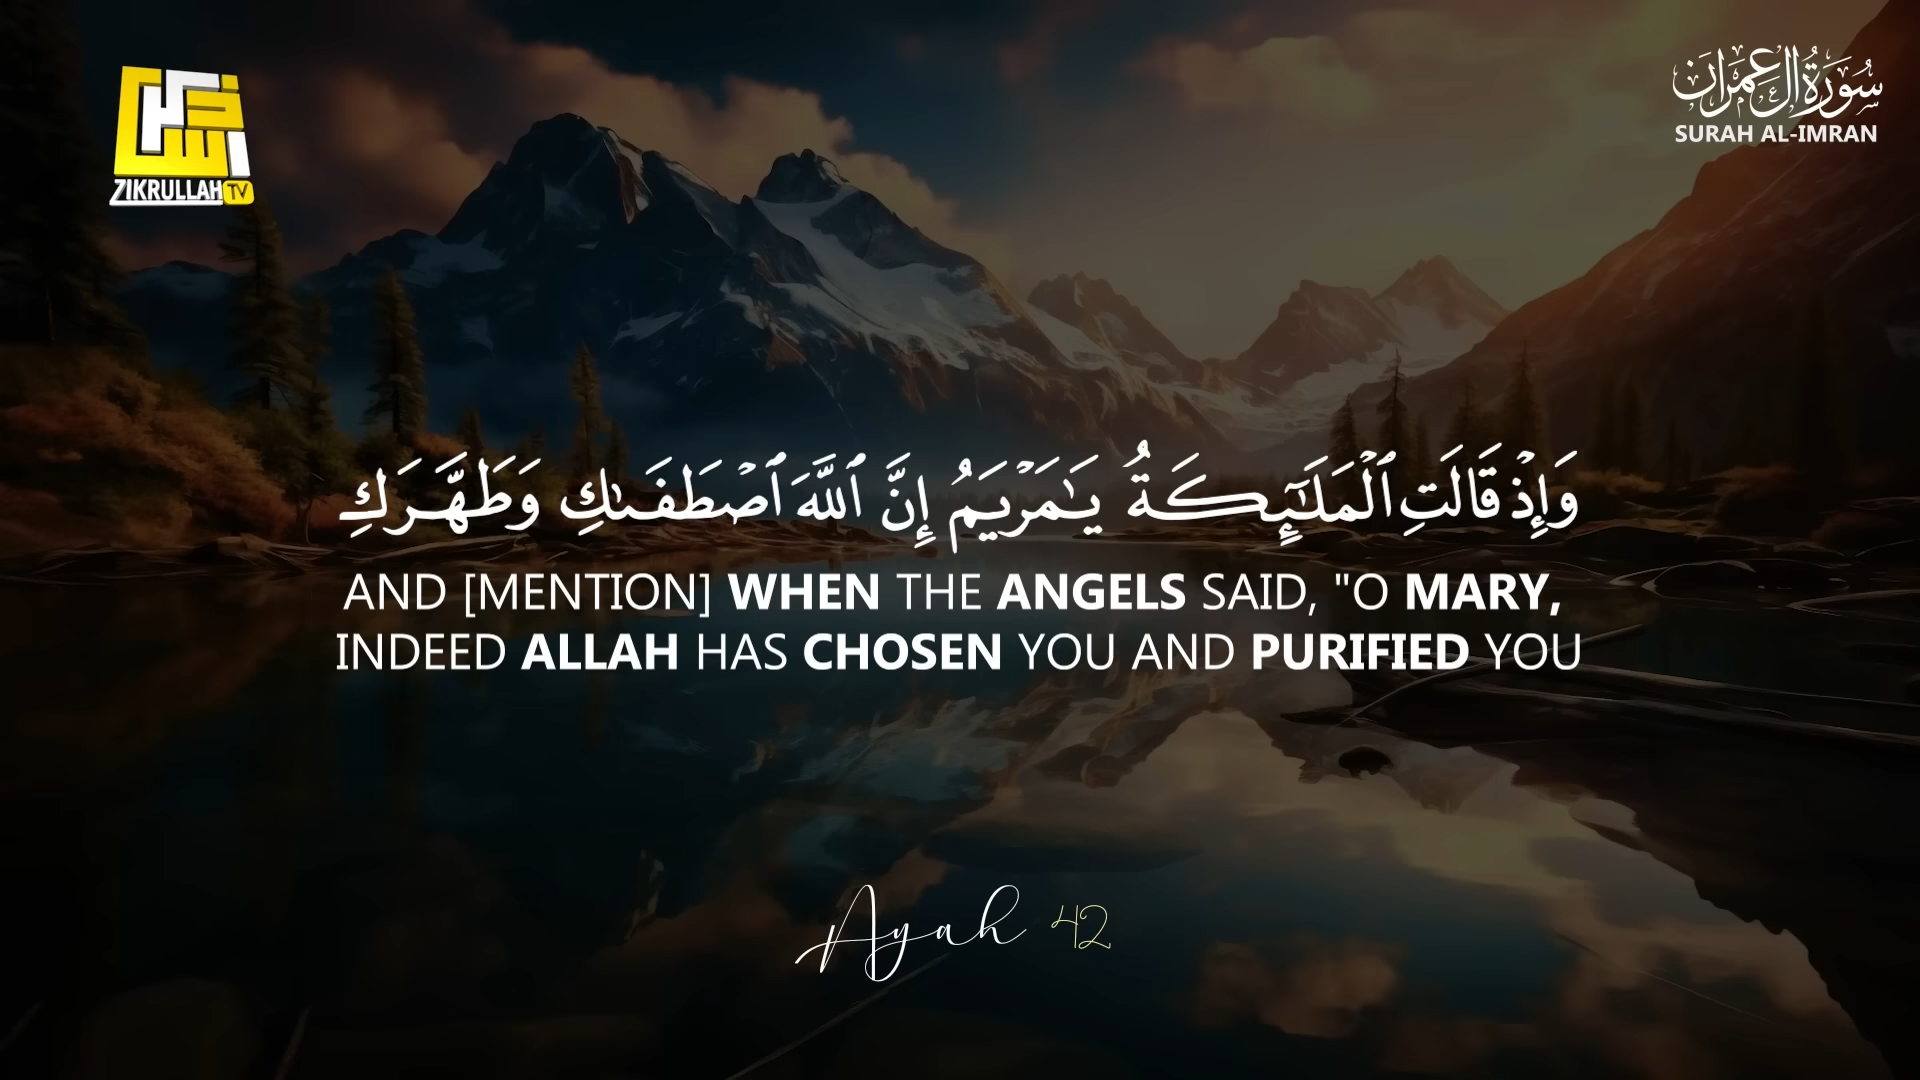 ZIKRULLAH TV
سُورَةُ اٰلِ عِمرَان
SURAH AL-IMRAN
وَإِذۡ قَالَتِ ٱلۡمَلَٰٓئِكَةُ يَٰمَرۡيَمُ إِنَّ ٱللَّهَ ٱصۡطَفَىٰكِ وَطَهَّرَكِ
AND [MENTION] WHEN THE ANGELS SAID, "O MARY,
INDEED ALLAH HAS CHOSEN YOU AND PURIFIED YOU
Ayah 42